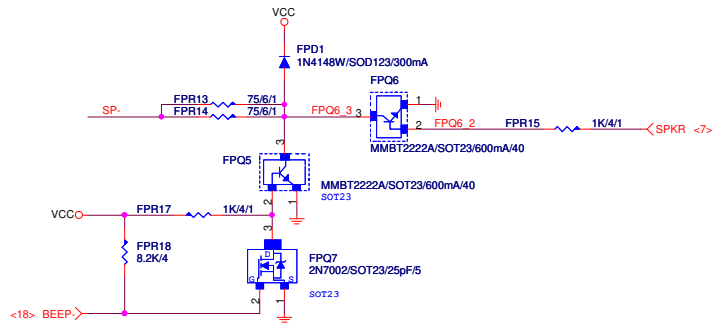 VCC
FPD1
1N4148W/SOD123/300mA
FPQ6
FPR13 75/6/1
1
SP- FPR14 75/6/1 FPQ6_3 3
2 FPQ6_2 FPR15 1K/4/1 SPKR <7>
MMBT2222A/SOT23/600mA/40
3
FPQ5
MMBT2222A/SOT23/600mA/40
SOT23
2 1
VCC FPR17 1K/4/1
3
FPR18
8.2K/4
D
G S
FPQ7
2N7002/SOT23/25pF/5
SOT23
2 1
<18> BEEP-